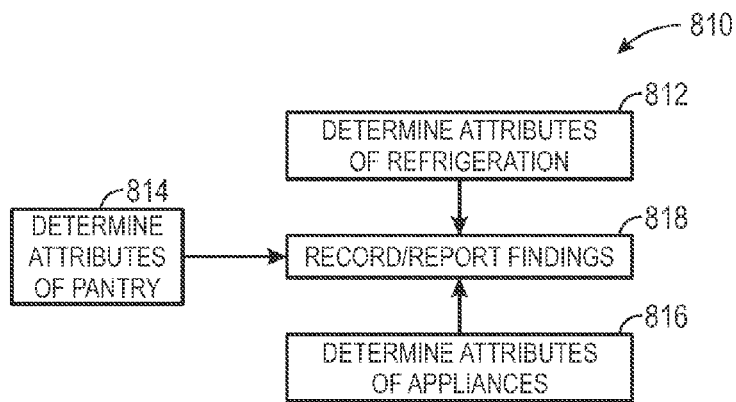 810
812
DETERMINE ATTRIBUTES
OF REFRIGERATION
814
DETERMINE
ATTRIBUTES
OF PANTRY
818
RECORD/REPORT FINDINGS
816
DETERMINE ATTRIBUTES
OF APPLIANCES